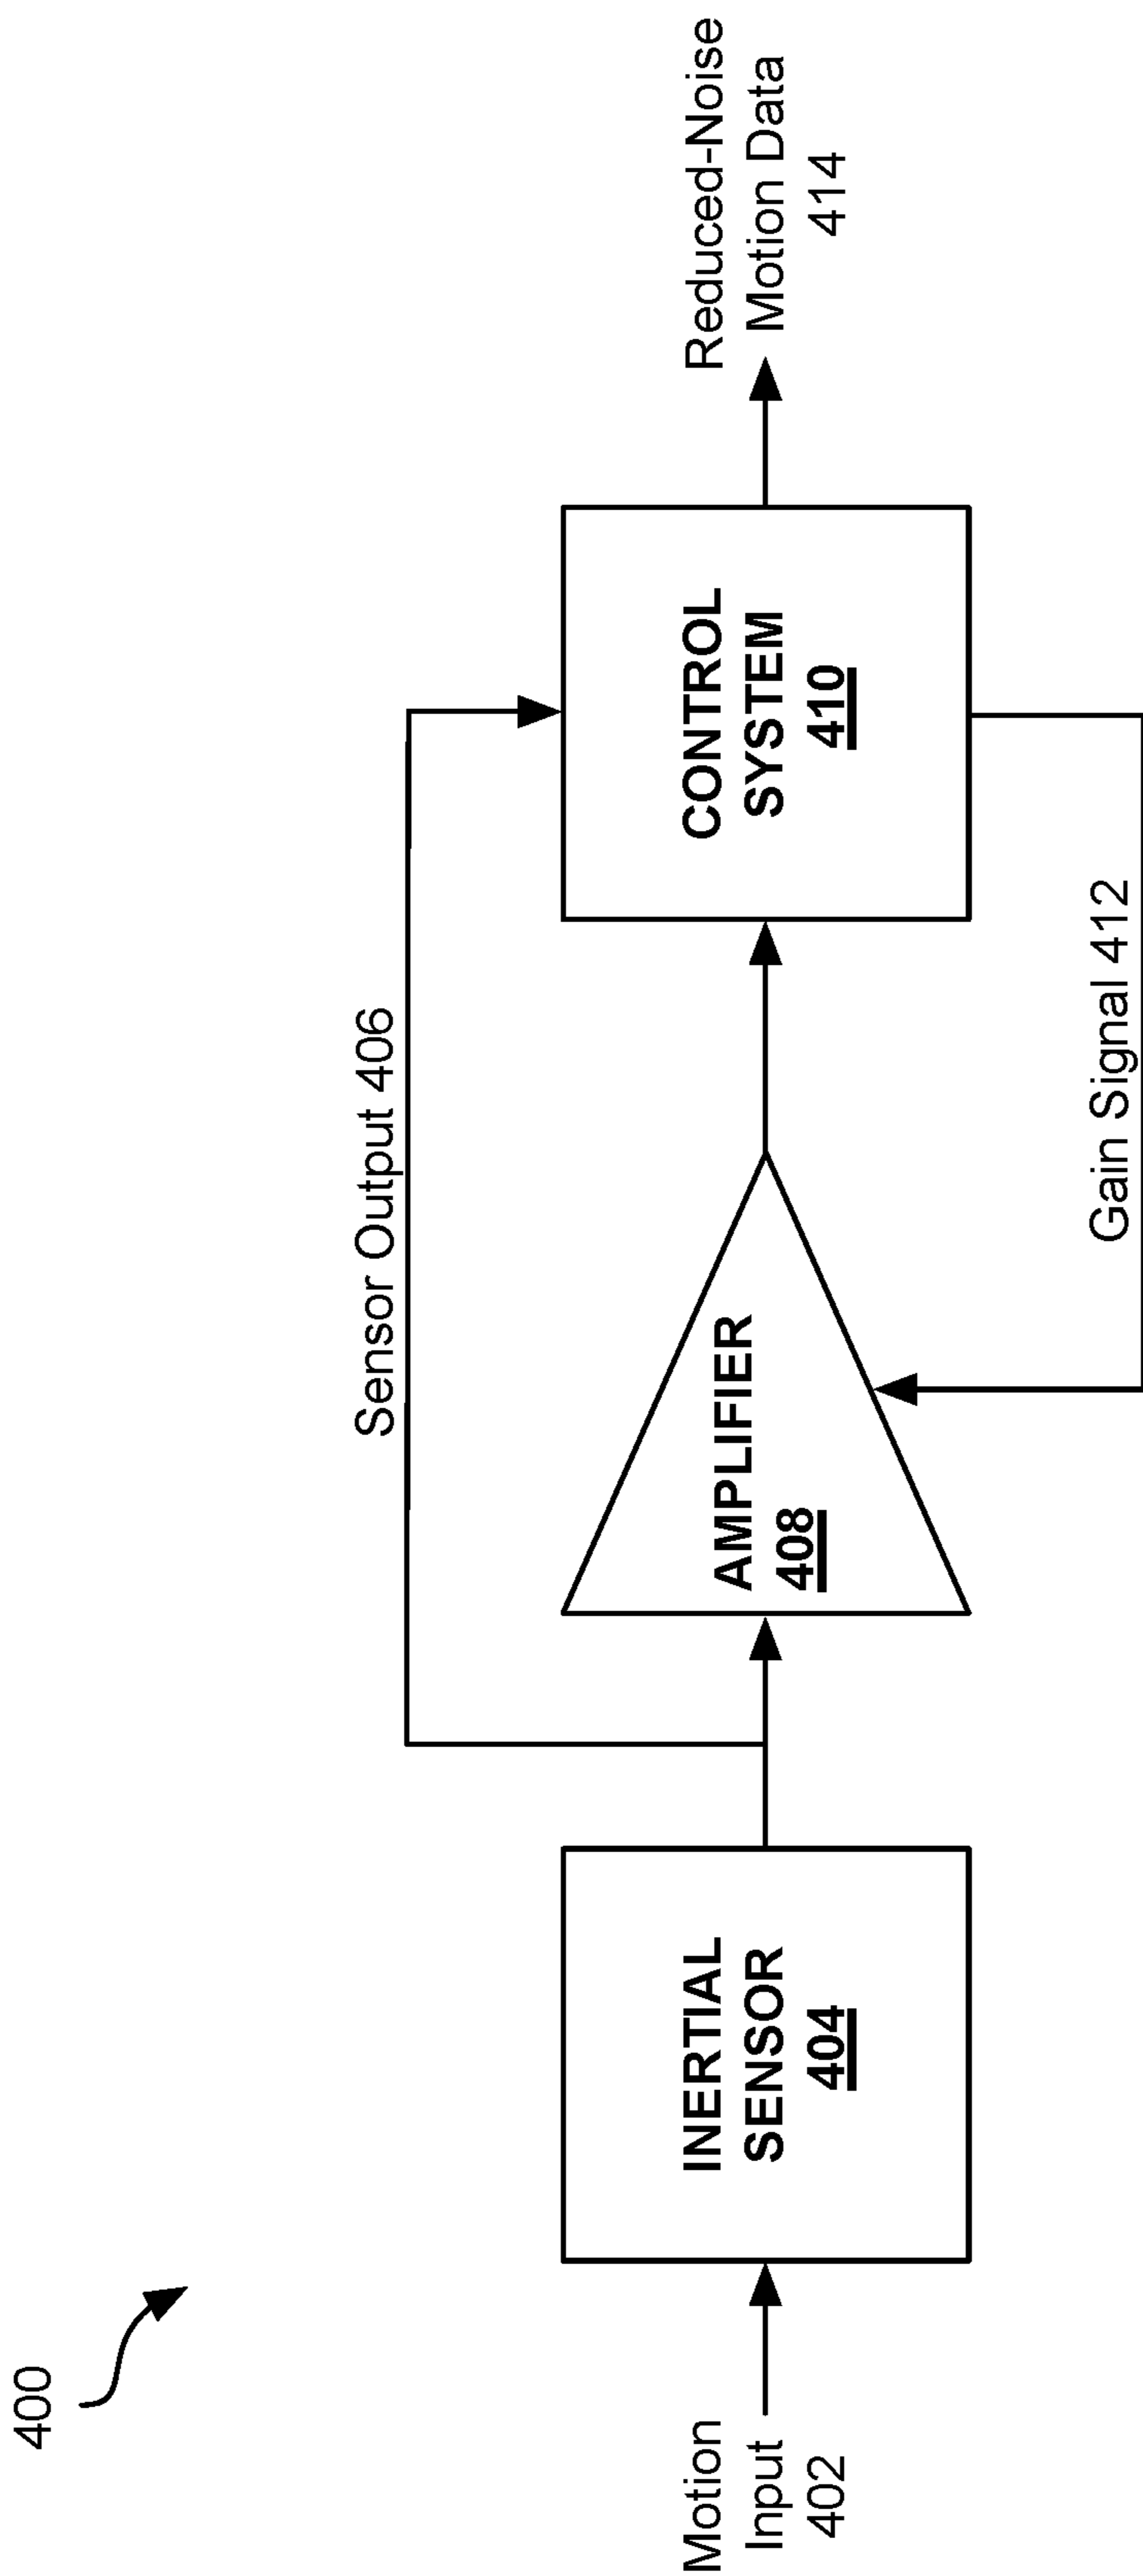 400
Motion
Input
402
INERTIAL
SENSOR
404
Sensor Output 406
AMPLIFIER
408
CONTROL
SYSTEM
410
Gain Signal 412
Reduced-Noise
Motion Data
414